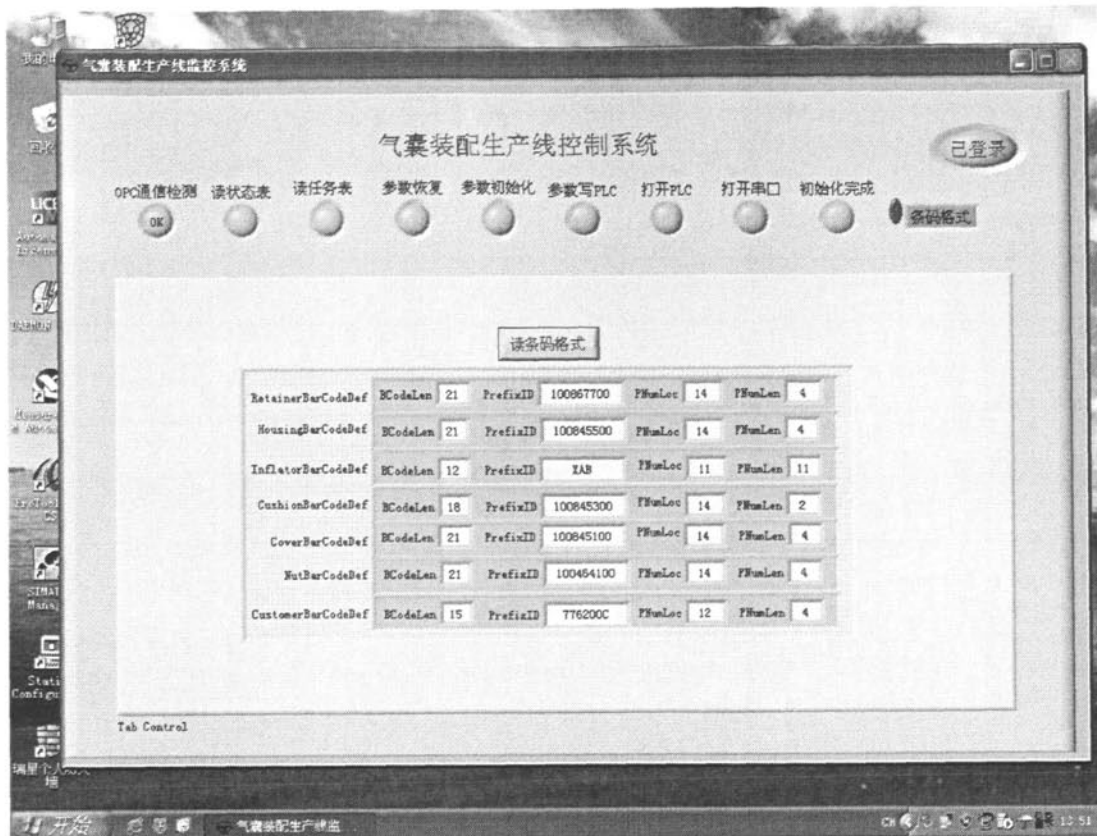 气囊装配生产线监控系统
气囊装配生产线控制系统
已登录
OPC通信检测 读状态表 读任务表 参数恢复 参数初始化 参数写PLC 打开PLC 打开串口 初始化完成
OK
条码格式
读条码格式
RetainerBarCodeDef BCodeLen 21 PrefixID 100867700 PNumLoc 14 PNumLen 4
HousingBarCodeDef BCodeLen 21 PrefixID 100845500 PNumLoc 14 PNumLen 4
InflatorBarCodeDef BCodeLen 12 PrefixID XAB PNumLoc 11 PNumLen 11
CushionBarCodeDef BCodeLen 18 PrefixID 100845300 PNumLoc 14 PNumLen 2
CoverBarCodeDef BCodeLen 21 PrefixID 100845100 PNumLoc 14 PNumLen 4
NutBarCodeDef BCodeLen 21 PrefixID 100464100 PNumLoc 14 PNumLen 4
CustomerBarCodeDef BCodeLen 15 PrefixID 776200C PNumLoc 12 PNumLen 4
Tab Control
开始
气囊装配生产线监
CH
13:51